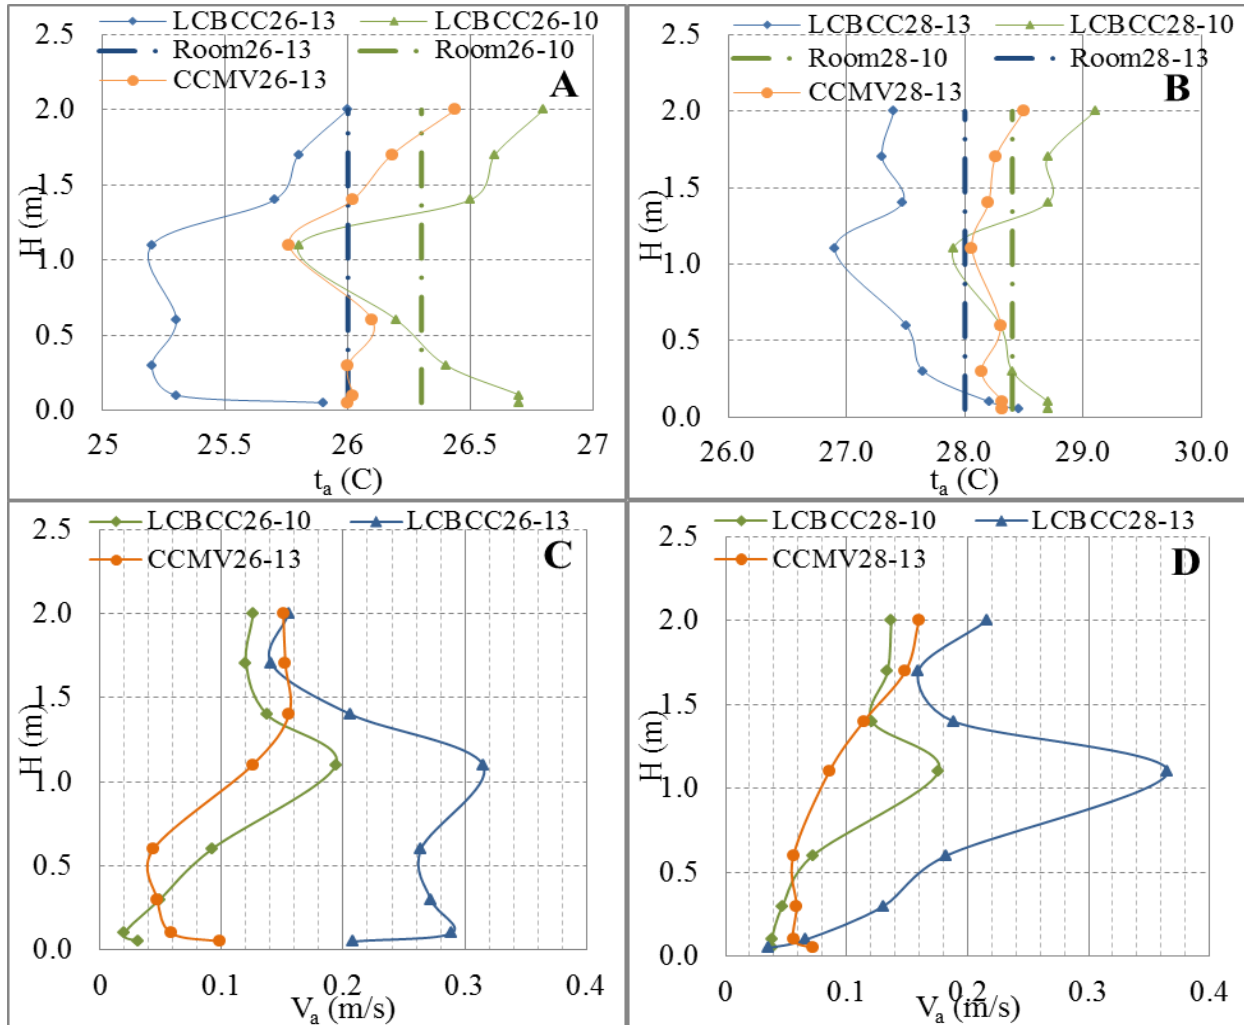 LCBCC26-13 LCBCC26-10
Room26-13 Room26-10
CCMV26-13
A
2.5
2.0
1.5
1.0
0.5
0.0
H (m)
25 25.5 26 26.5 27
ta (C)
LCBCC28-13 LCBCC28-10
Room28-10 Room28-13
CCMV28-13
B
2.5
2.0
1.5
1.0
0.5
0.0
H (m)
26.0 27.0 28.0 29.0 30.0
ta (C)
LCBCC26-10 LCBCC26-13
CCMV26-13
C
2.5
2.0
1.5
1.0
0.5
0.0
H (m)
0 0.1 0.2 0.3 0.4
Va (m/s)
LCBCC28-10 LCBCC28-13
CCMV28-13
D
2.5
2.0
1.5
1.0
0.5
0.0
H (m)
0 0.1 0.2 0.3 0.4
Va (m/s)